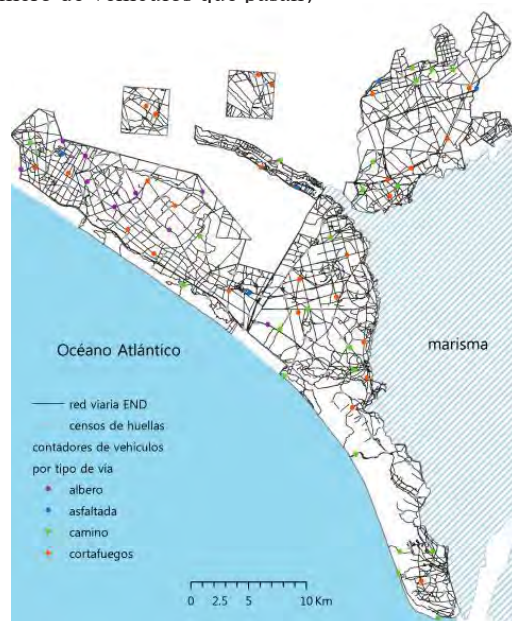 de vehículos que pasan)
Océano Atlántico
marisma
red viaria END
censos de huellas
contadores de vehículos
por tipo de vía
albero
asfaltada
camino
cortafuegos
0 2.5 5 10 Km